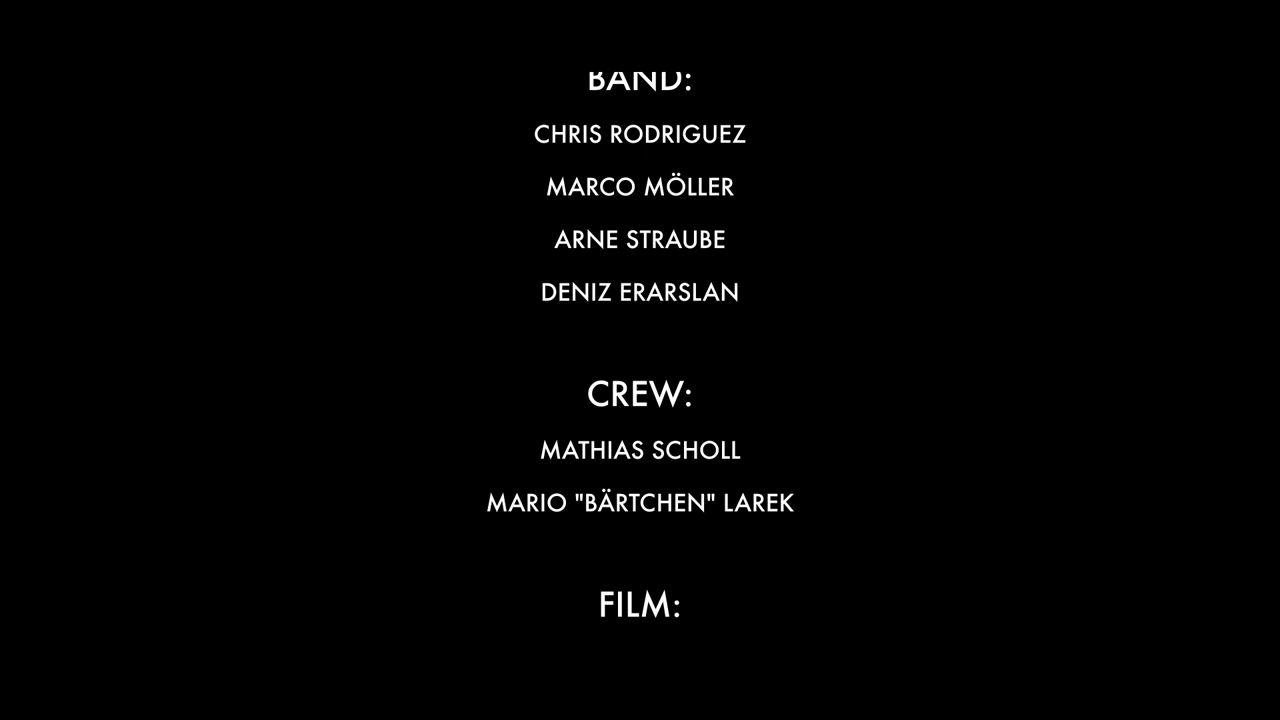 BAND:
CHRIS RODRIGUEZ
MARCO MÖLLER
ARNE STRAUBE
DENIZ ERARSLAN
CREW:
MATHIAS SCHOLL
MARIO "BÄRTCHEN" LAREK
FILM: